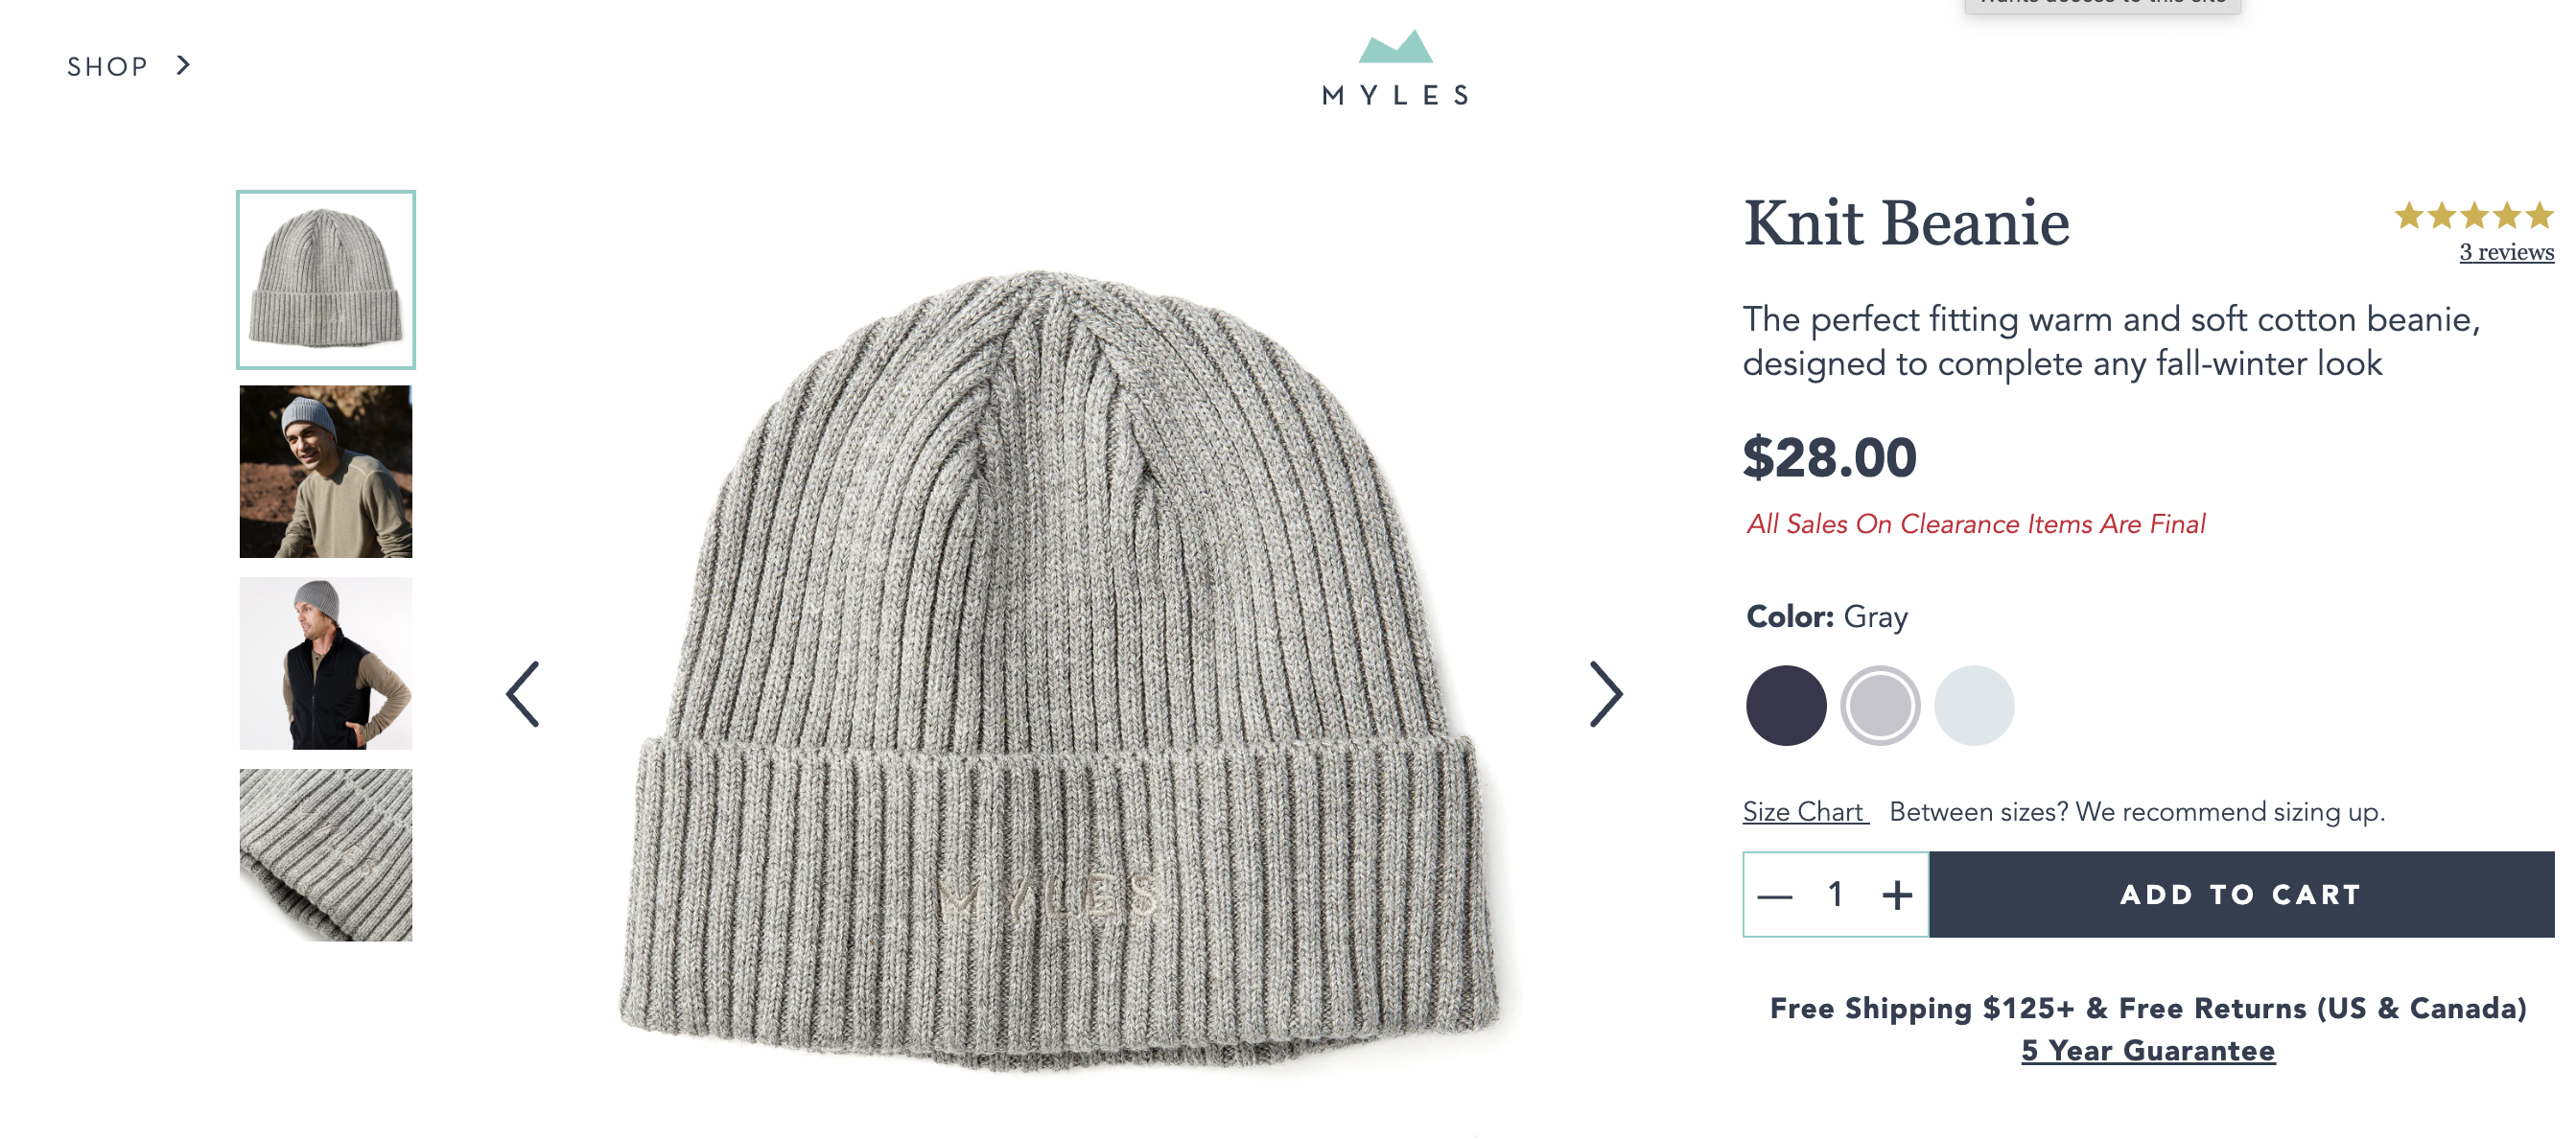 SHOP
MYLES
Knit Beanie
3 reviews
The perfect fitting warm and soft cotton beanie,
designed to complete any fall-winter look
$28.00
All Sales On Clearance Items Are Final
Color: Gray
Size Chart Between sizes? We recommend sizing up.
1
ADD TO CART
MYLES
Free Shipping $125+ & Free Returns (US & Canada)
5 Year Guarantee